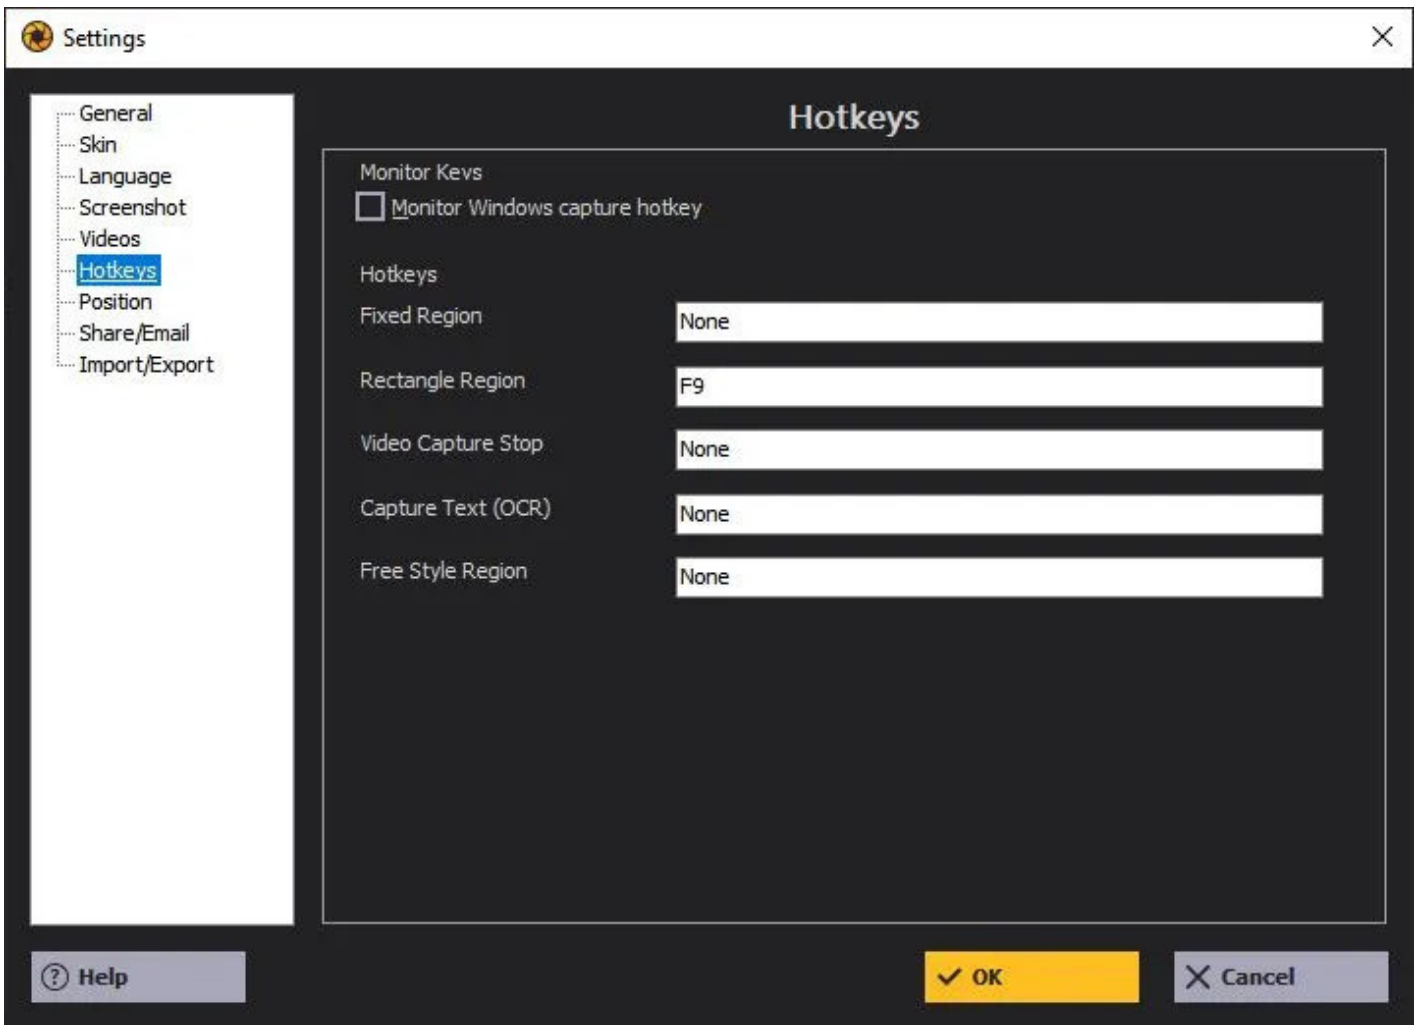 Settings
General
Skin
Language
Screenshot
Videos
Hotkeys
Position
Share/Email
Import/Export
Hotkeys
Monitor Keys
Monitor Windows capture hotkey
Hotkeys
Fixed Region
None
Rectangle Region
F9
Video Capture Stop
None
Capture Text (OCR)
None
Free Style Region
None
Help
OK
Cancel